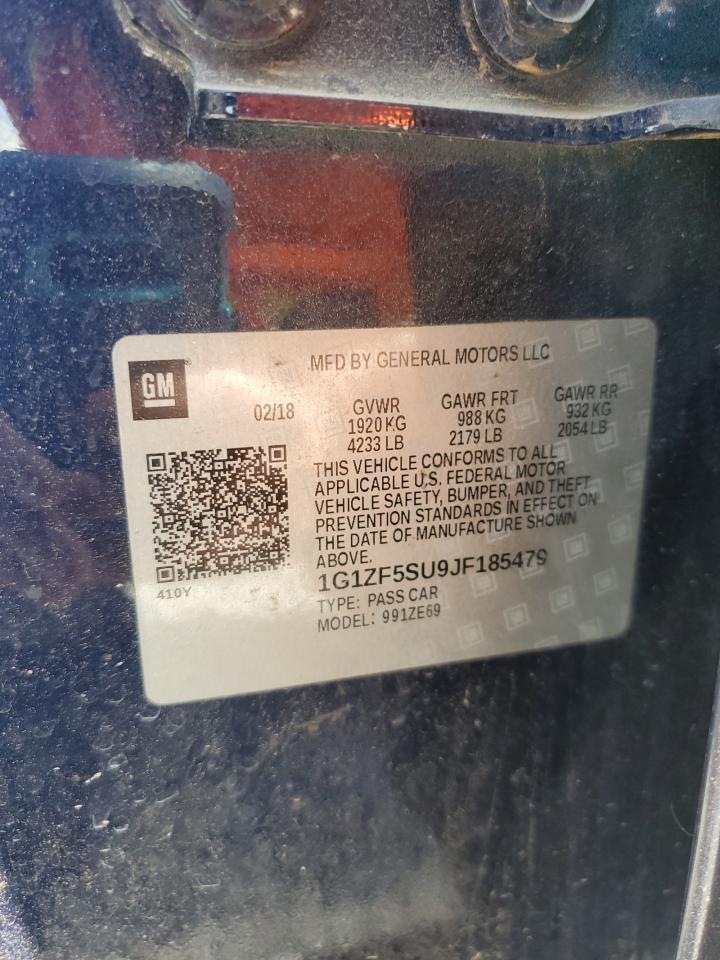 MFD BY GENERAL MOTORS LLC
GM
02/18
GVWR GAWR FRT GAWR RR
1920 KG 988 KG 932 KG
4233 LB 2179 LB 2054 LB
THIS VEHICLE CONFORMS TO ALL
APPLICABLE U.S. FEDERAL MOTOR
VEHICLE SAFETY, BUMPER, AND THEFT
PREVENTION STANDARDS IN EFFECT ON
THE DATE OF MANUFACTURE SHOWN
ABOVE.
410Y
1G1ZF5SU9JF185479
TYPE: PASS CAR
MODEL: 991ZE69